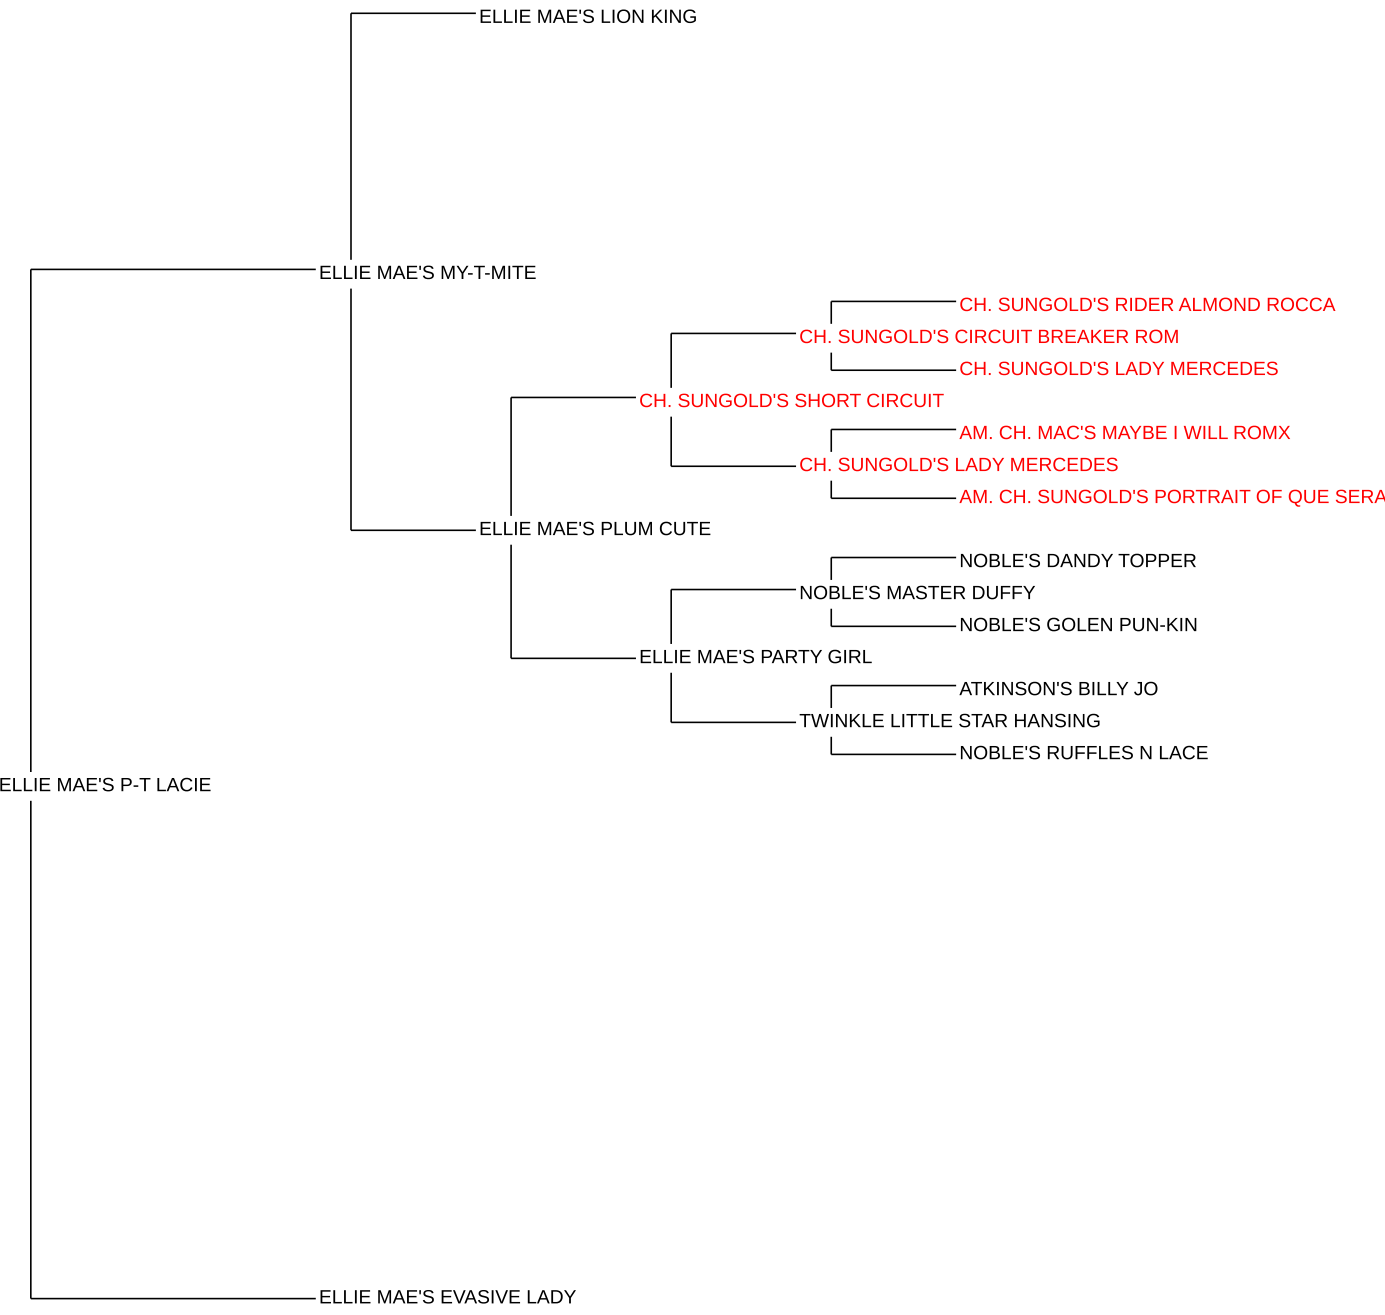 ELLIE MAE'S LION KING
ELLIE MAE'S MY-T-MITE
CH. SUNGOLD'S RIDER ALMOND ROCCA
CH. SUNGOLD'S CIRCUIT BREAKER ROM
CH. SUNGOLD'S LADY MERCEDES
CH. SUNGOLD'S SHORT CIRCUIT
AM. CH. MAC'S MAYBE I WILL ROMX
CH. SUNGOLD'S LADY MERCEDES
AM. CH. SUNGOLD'S PORTRAIT OF QUE SERA
ELLIE MAE'S PLUM CUTE
NOBLE'S DANDY TOPPER
NOBLE'S MASTER DUFFY
NOBLE'S GOLEN PUN-KIN
ELLIE MAE'S PARTY GIRL
ATKINSON'S BILLY JO
TWINKLE LITTLE STAR HANSING
NOBLE'S RUFFLES N LACE
ELLIE MAE'S P-T LACIE
ELLIE MAE'S EVASIVE LADY